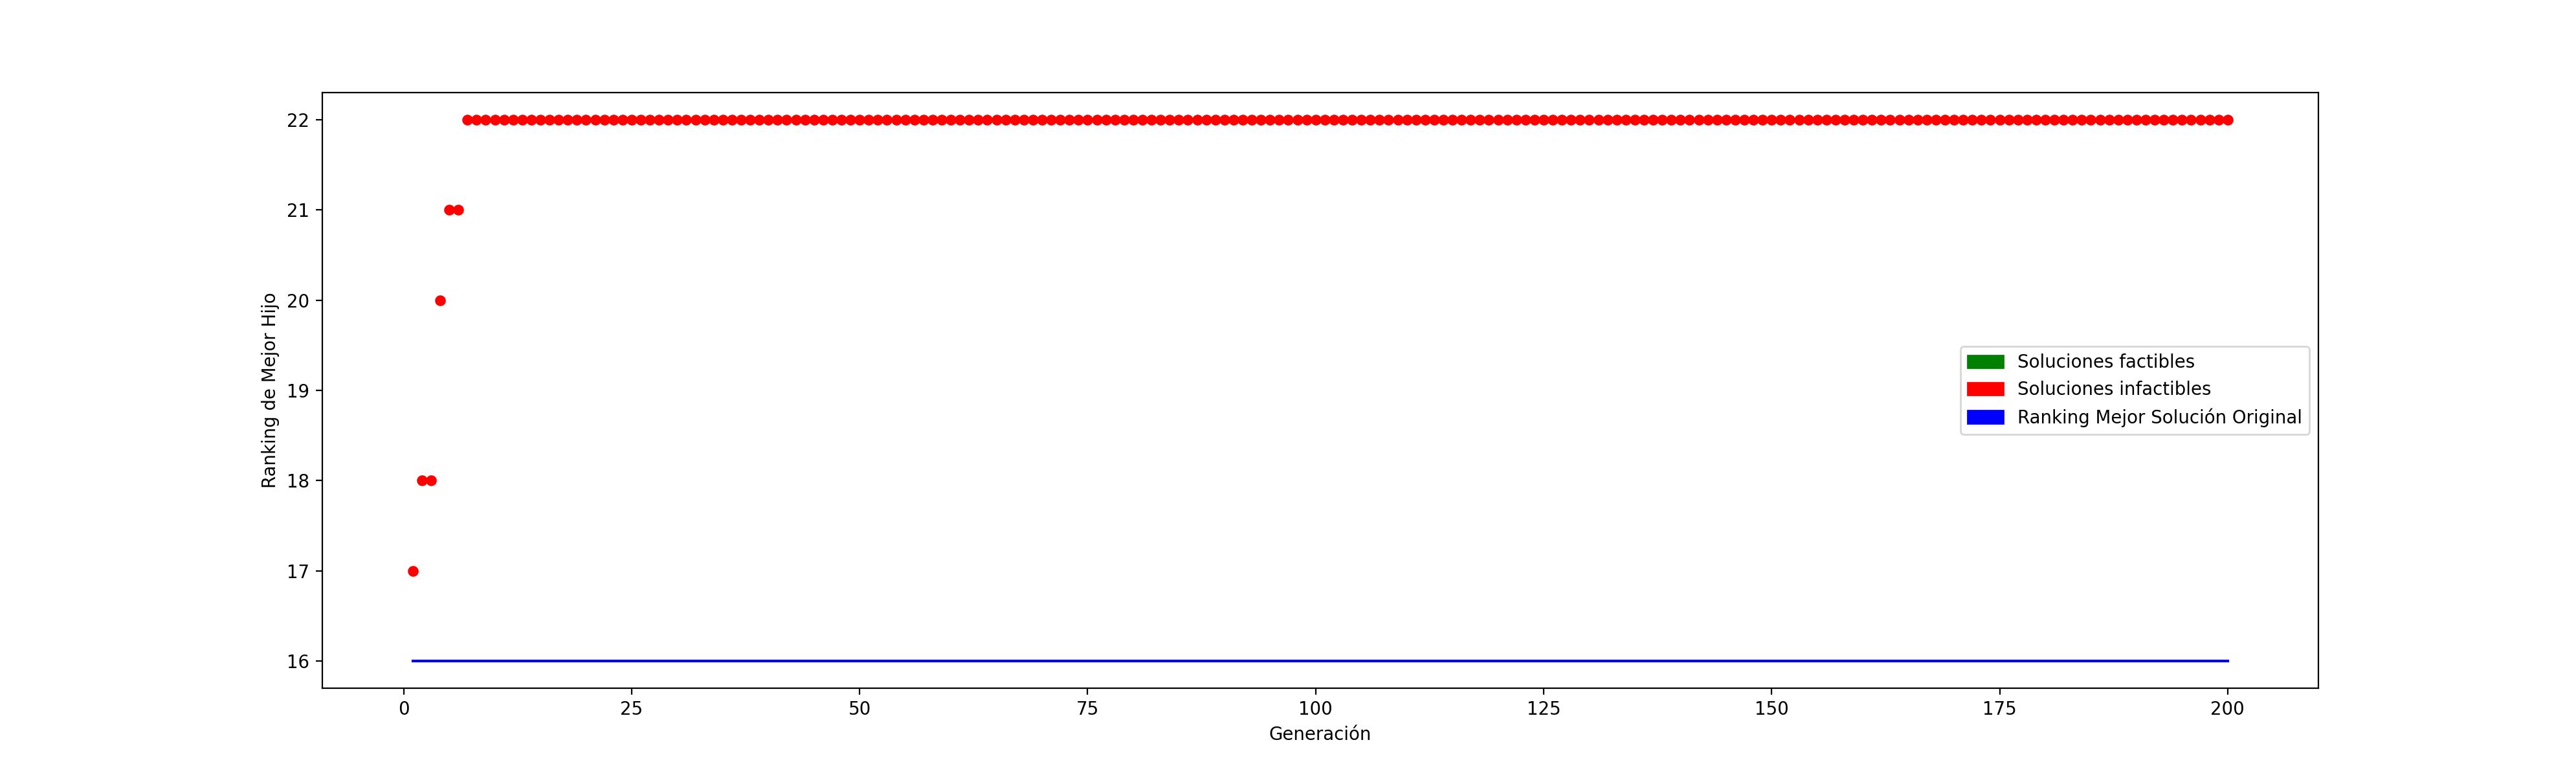 22
21
20
19
18
17
16
Ranking de Mejor Hijo
Soluciones factibles
Soluciones infactibles
Ranking Mejor Solución Original
0 25 50 75 100 125 150 175 200
Generación